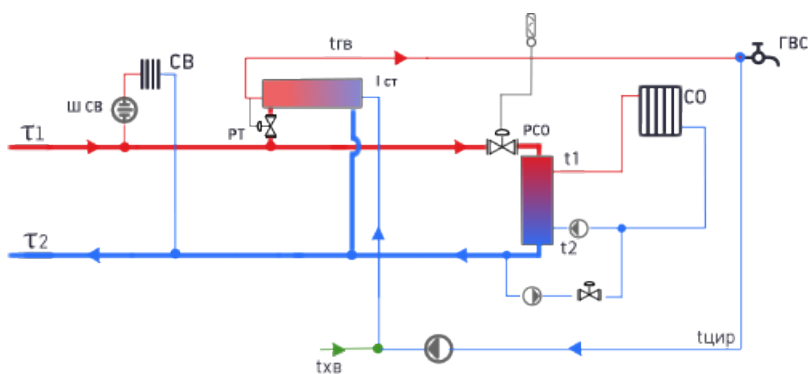 tгв
ГВС
СВ
I ст
СО
Ш СВ
τ1
РТ
РСО
t1
τ2
t2
tцир
tхв